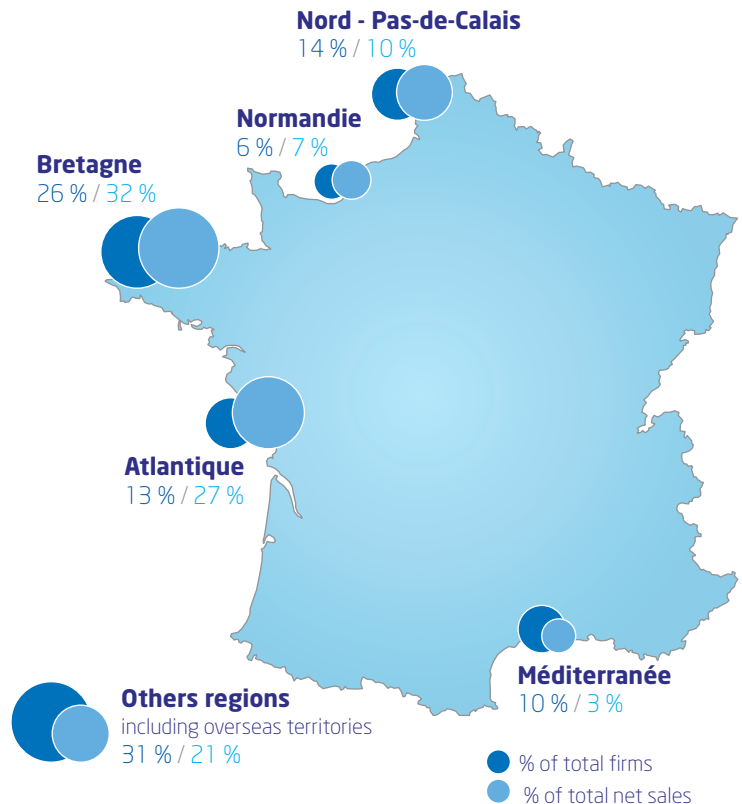 Nord - Pas-de-Calais
14 % / 10 %
Normandie
6 % / 7 %
Bretagne
26 % / 32 %
Atlantique
13 % / 27 %
Méditerranée
10 % / 3 %
Others regions
including overseas territories
31 % / 21 %
% of total firms
% of total net sales